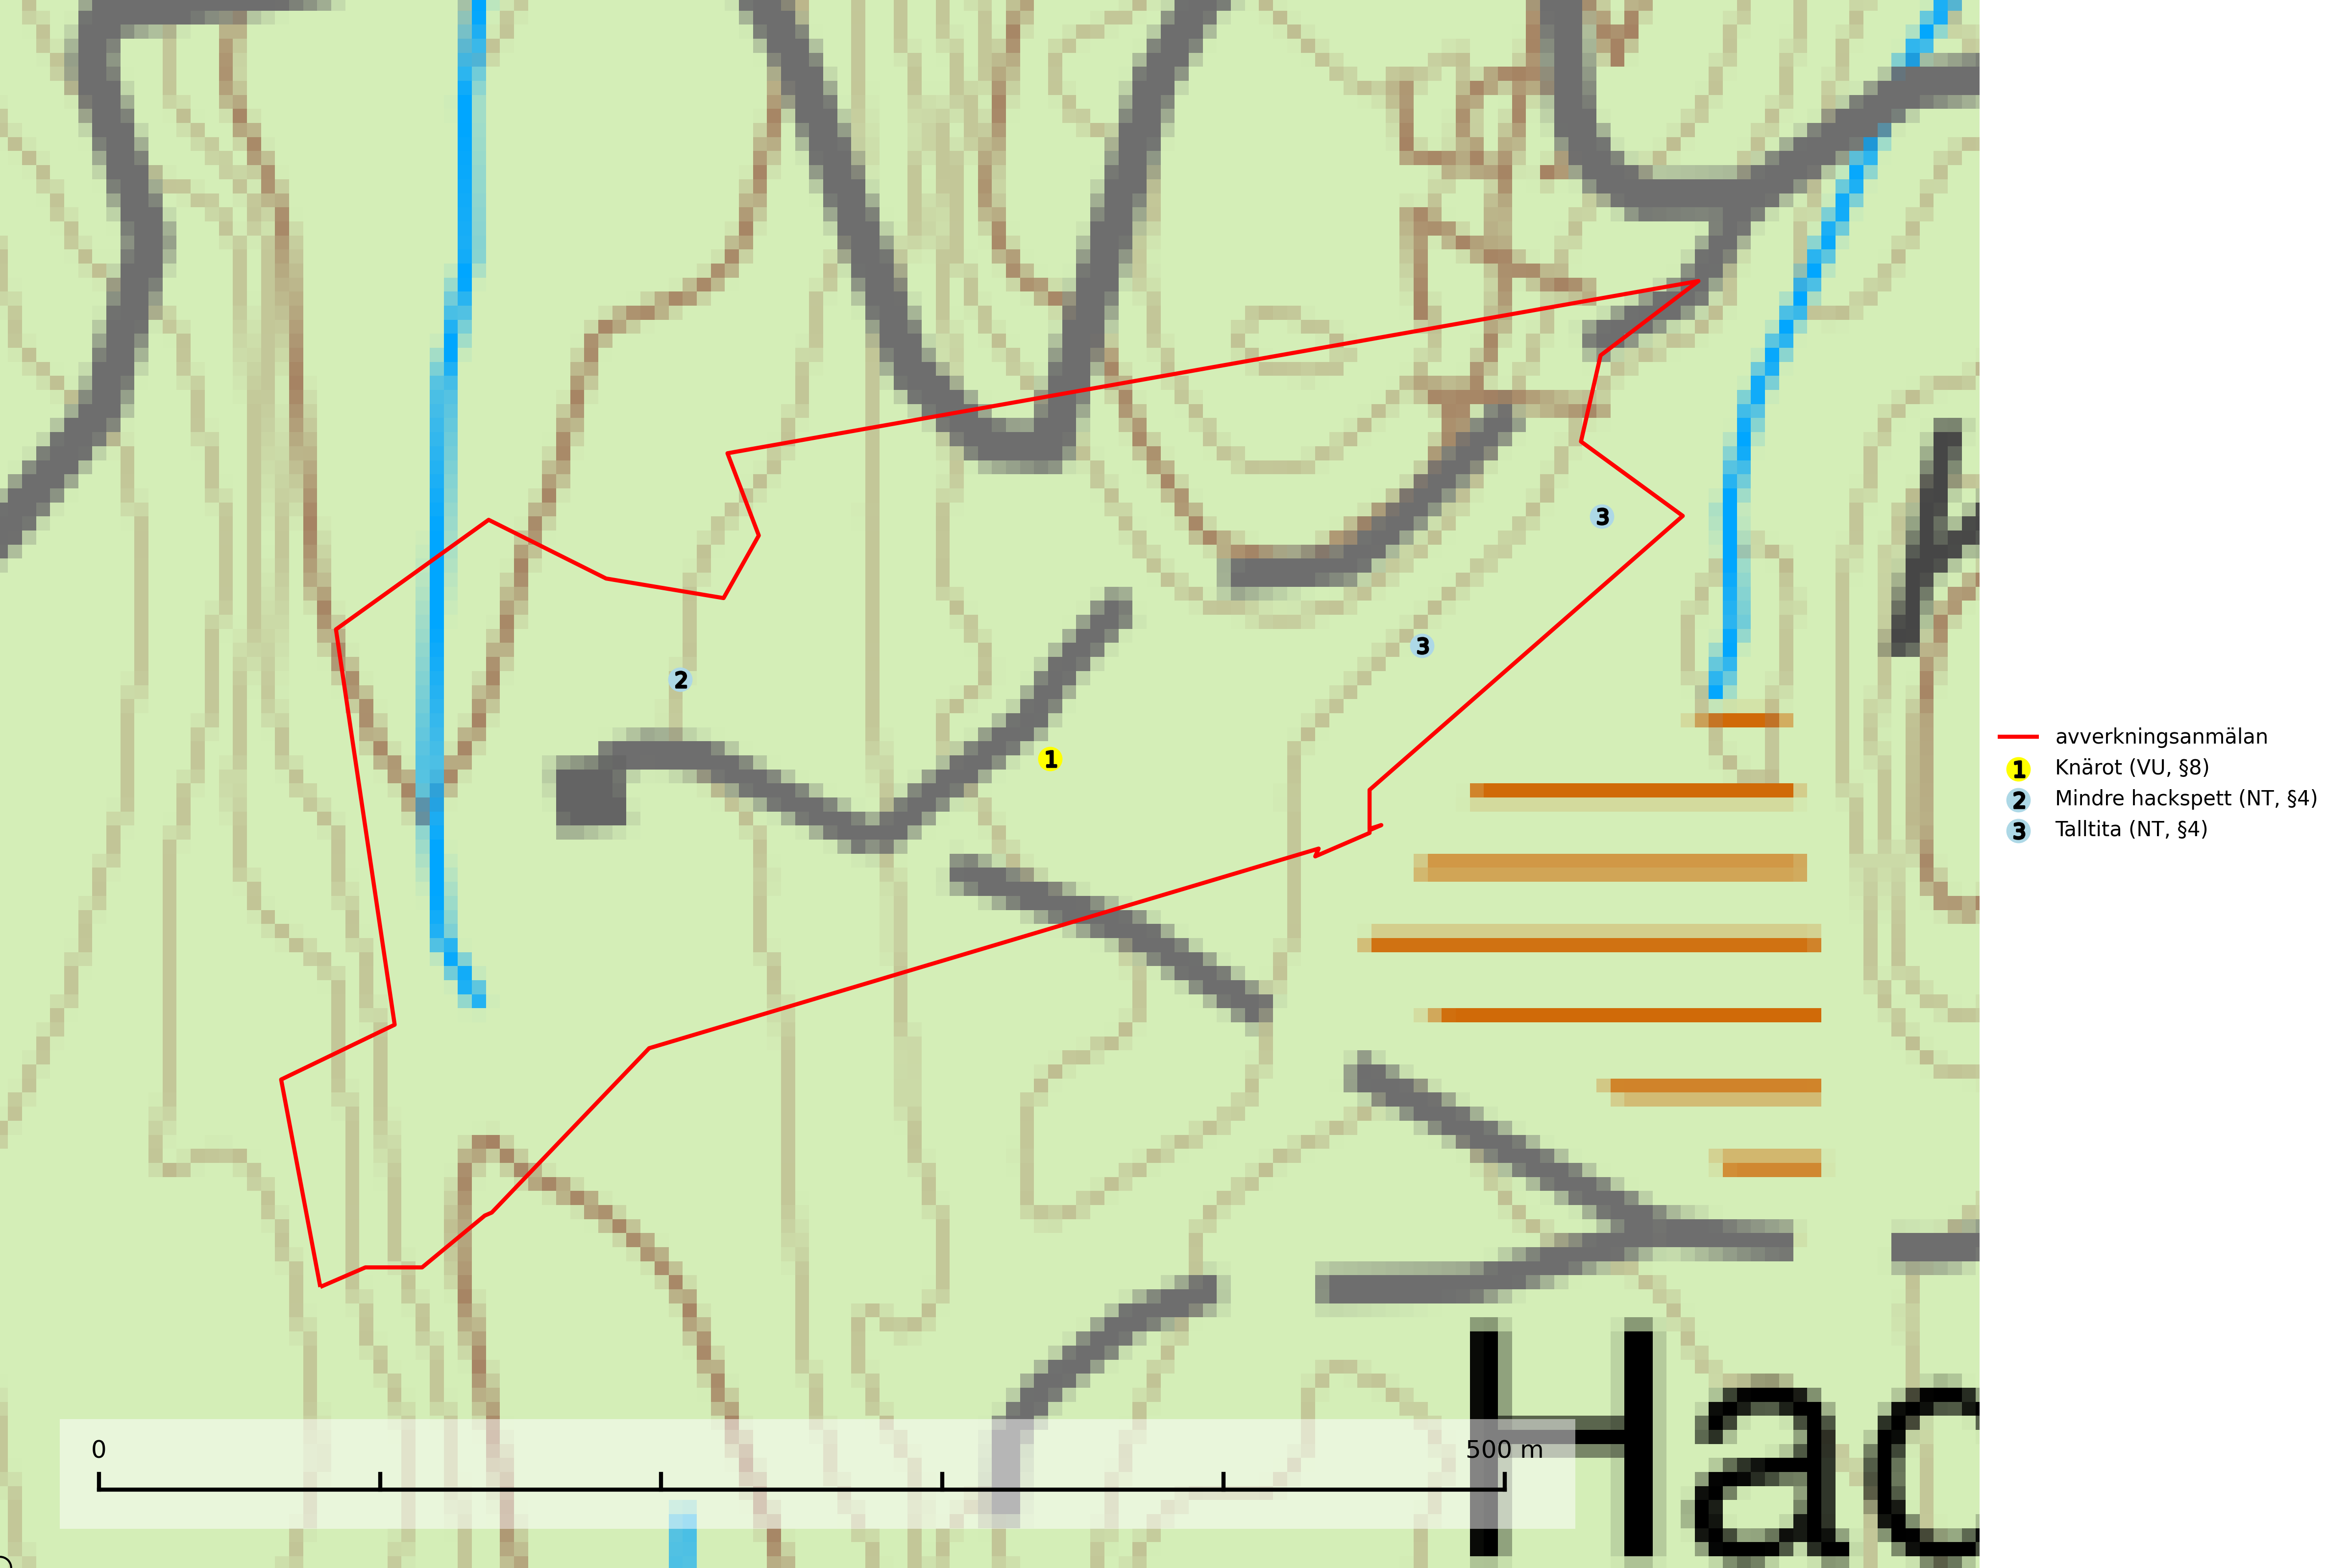 3
3
2
1
avverkningsanmälan
1 Knärot (VU, §8)
2 Mindre hackspett (NT, §4)
3 Talltita (NT, §4)
Hac
0 500 m